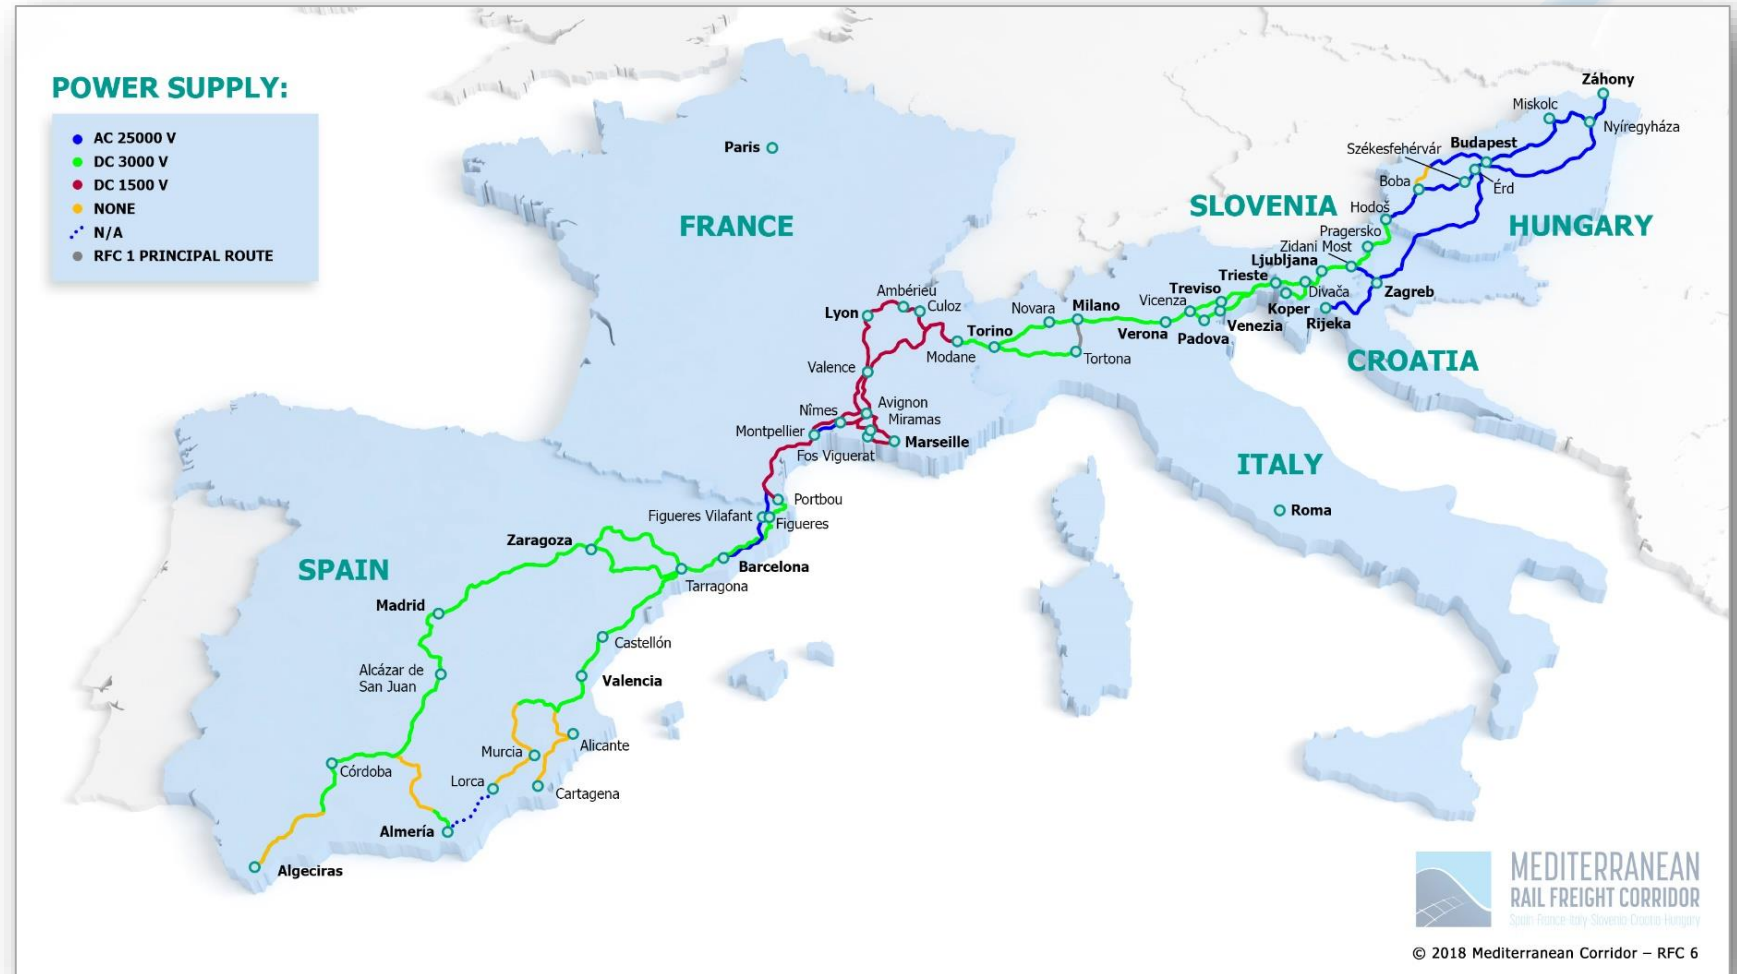 POWER SUPPLY:
AC 25000 V
DC 3000 V
DC 1500 V
NONE
N/A
RFC 1 PRINCIPAL ROUTE
Paris
FRANCE
SLOVENIA
HUNGARY
CROATIA
ITALY
SPAIN
Záhony
Miskolc
Nyíregyháza
Budapest
Székesfehérvár
Érd
Boba
Hodoš
Pragersko
Zidani Most
Ljubljana
Zagreb
Trieste
Divača
Koper
Rijeka
Treviso
Vicenza
Venezia
Padova
Verona
Milano
Novara
Tortona
Torino
Modane
Ambérieu
Culoz
Lyon
Valence
Avignon
Nîmes
Miramas
Montpellier
Marseille
Fos Viguerat
Roma
Portbou
Figueres Vilafant
Figueres
Zaragoza
Barcelona
Tarragona
Madrid
Castellón
Alcázar de
San Juan
Valencia
Murcia
Alicante
Córdoba
Lorca
Cartagena
Almería
Algeciras
MEDITERRANEAN
RAIL FREIGHT CORRIDOR
Spain-France-Italy-Slovenia-Croatia-Hungary
© 2018 Mediterranean Corridor – RFC 6